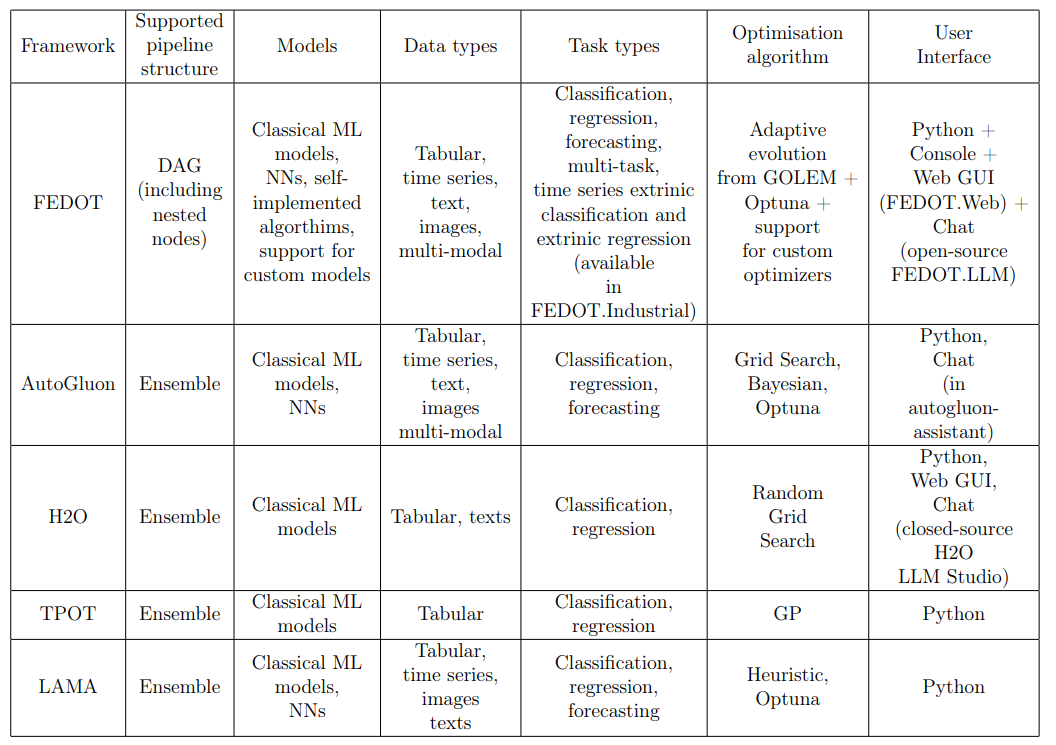 Framework
Supported
pipeline
structure
Models
Data types
Task types
Optimisation
algorithm
User
Interface
FEDOT
DAG
(including
nested
nodes)
Classical ML
models,
NNs, self-
implemented
algorthims,
support for
custom models
Tabular,
time series,
text,
images,
multi-modal
Classification,
regression,
forecasting,
multi-task,
time series extrinsic
classification and
extrinic regression
(available
in
FEDOT.Industrial)
Adaptive
evolution
from GOLEM +
Optuna +
support
for custom
optimizers
Python +
Console +
Web GUI
(FEDOT.Web) +
Chat
(open-source
FEDOT.LLM)
AutoGluon
Ensemble
Classical ML
models,
NNs
Tabular,
time series,
text,
images
multi-modal
Classification,
regression,
forecasting
Grid Search,
Bayesian,
Optuna
Python,
Chat
(in
autogluon-
assistant)
H2O
Ensemble
Classical ML
models
Tabular, texts
Classification,
regression
Random
Grid
Search
Python,
Web GUI,
Chat
(closed-source
H2O
LLM Studio)
TPOT
Ensemble
Classical ML
models
Tabular
Classification,
regression
GP
Python
LAMA
Ensemble
Classical ML
models,
NNs
Tabular,
time series,
images
texts
Classification,
regression,
forecasting
Heuristic,
Optuna
Python